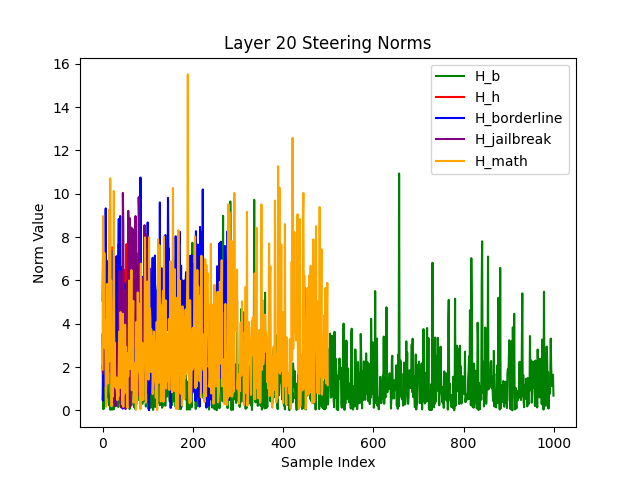 Layer 20 Steering Norms
16
14
12
10
8
6
4
2
0
Norm Value
0
200
400
600
800
1000
Sample Index
H_b
H_h
H_borderline
H_jailbreak
H_math